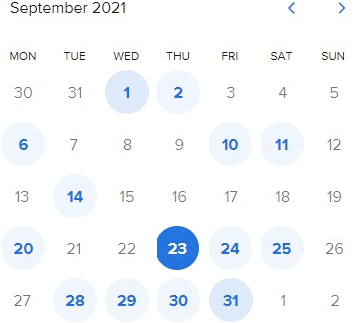 September 2021
MON TUE WED THU FRI SAT SUN
30 31 1 2 3 4 5
6 7 8 9 10 11 12
13 14 15 16 17 18 19
20 21 22 23 24 25 26
27 28 29 30 31 1 2